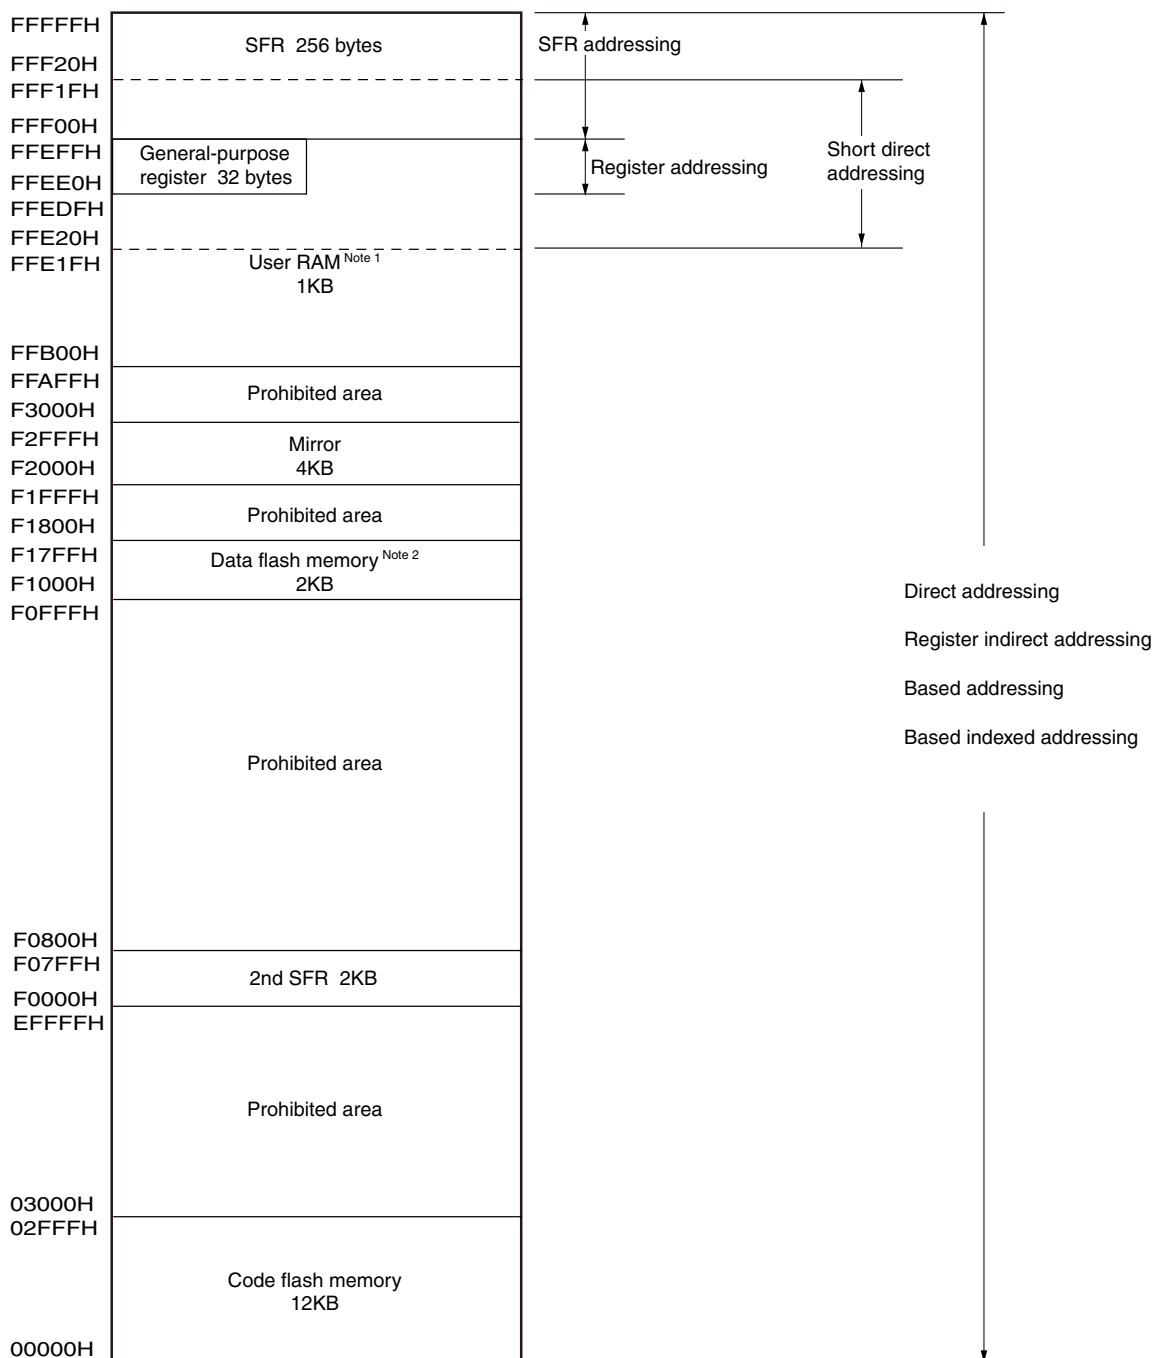 FFFFFH
SFR 256 bytes
SFR addressing
FFF20H
FFF1FH
FFF00H
FFEFFH
General-purpose
register 32 bytes
Register addressing
Short direct
addressing
FFEE0H
FFEDFH
FFE20H
FFE1FH
User RAM Note 1
1KB
FFB00H
FFAFFH
Prohibited area
F3000H
F2FFFH
Mirror
4KB
F2000H
F1FFFH
Prohibited area
F1800H
F17FFH
Data flash memory Note 2
2KB
F1000H
F0FFFH
Direct addressing
Register indirect addressing
Based addressing
Based indexed addressing
Prohibited area
F0800H
F07FFH
2nd SFR 2KB
F0000H
EFFFFH
Prohibited area
03000H
02FFFH
Code flash memory
12KB
00000H